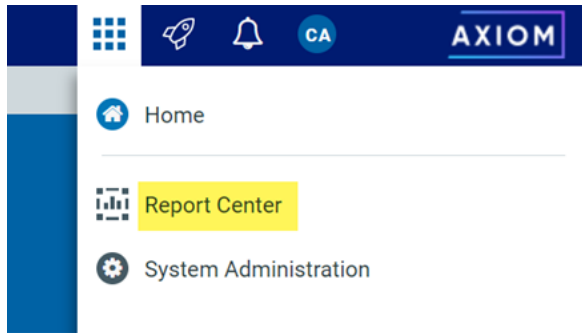 CA
AXIOM
Home
Report Center
System Administration